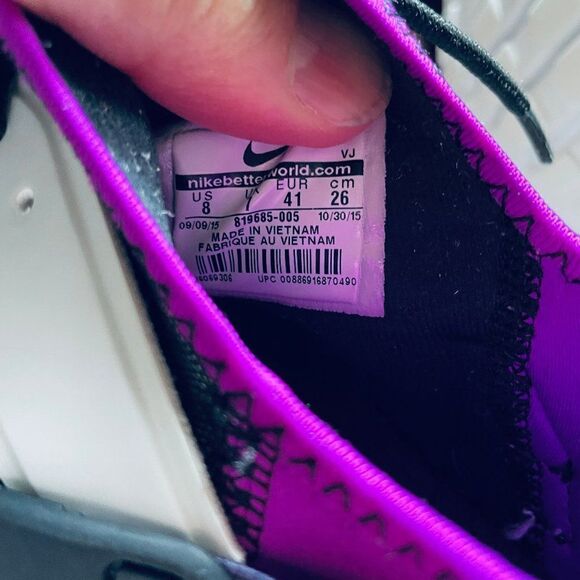 VJ
nikebetterworld.com
US EUR cm
8 41 26
09/09/15 819685-005 10/30/15
MADE IN VIETNAM
FABRIQUE AU VIETNAM
UPC 00886916870490